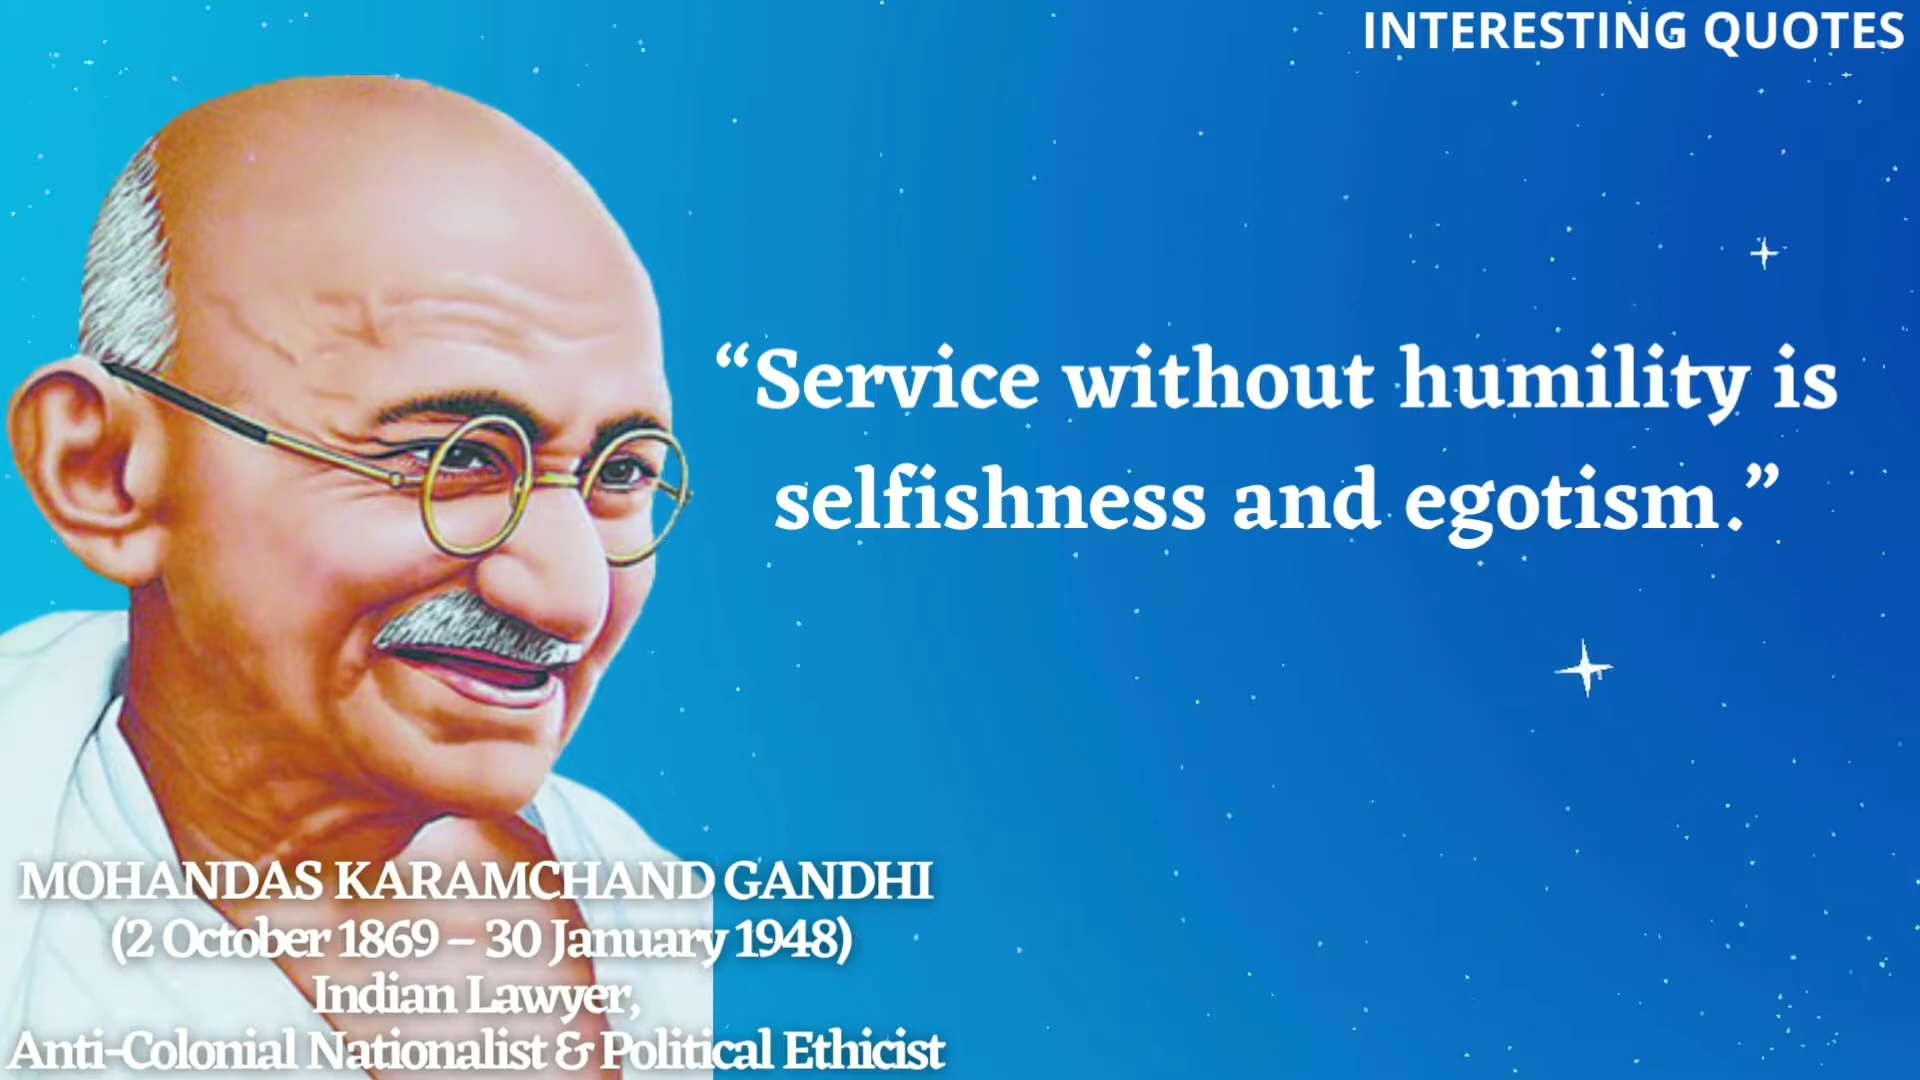 INTERESTING QUOTES
“Service without humility is
selfishness and egotism.”
MOHANDAS KARAMCHAND GANDHI
(2 October 1869 – 30 January 1948)
Indian Lawyer,
Anti-Colonial Nationalist & Political Ethicist